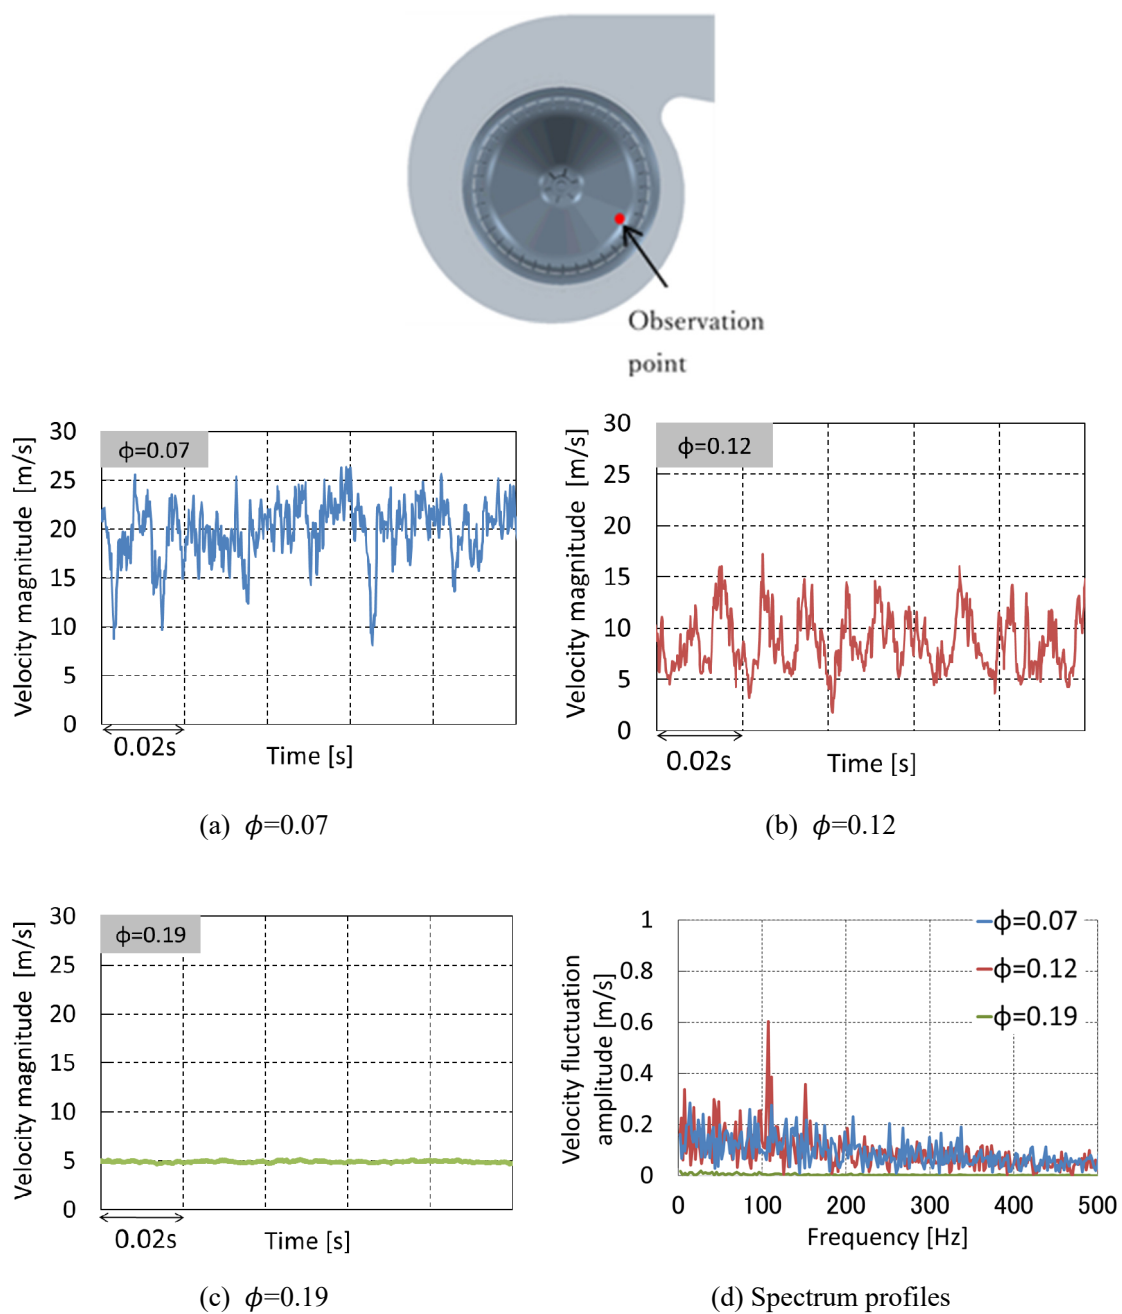 Observation
point
Velocity magnitude [m/s]
30
25
20
15
10
5
0
ϕ=0.07
0.02s
Time [s]
(a) ϕ=0.07
Velocity magnitude [m/s]
30
25
20
15
10
5
0
ϕ=0.12
0.02s
Time [s]
(b) ϕ=0.12
Velocity magnitude [m/s]
30
25
20
15
10
5
0
ϕ=0.19
0.02s
Time [s]
(c) ϕ=0.19
Velocity fluctuation
amplitude [m/s]
1
0.8
0.6
0.4
0.2
0
ϕ=0.07
ϕ=0.12
ϕ=0.19
0 100 200 300 400 500
Frequency [Hz]
(d) Spectrum profiles